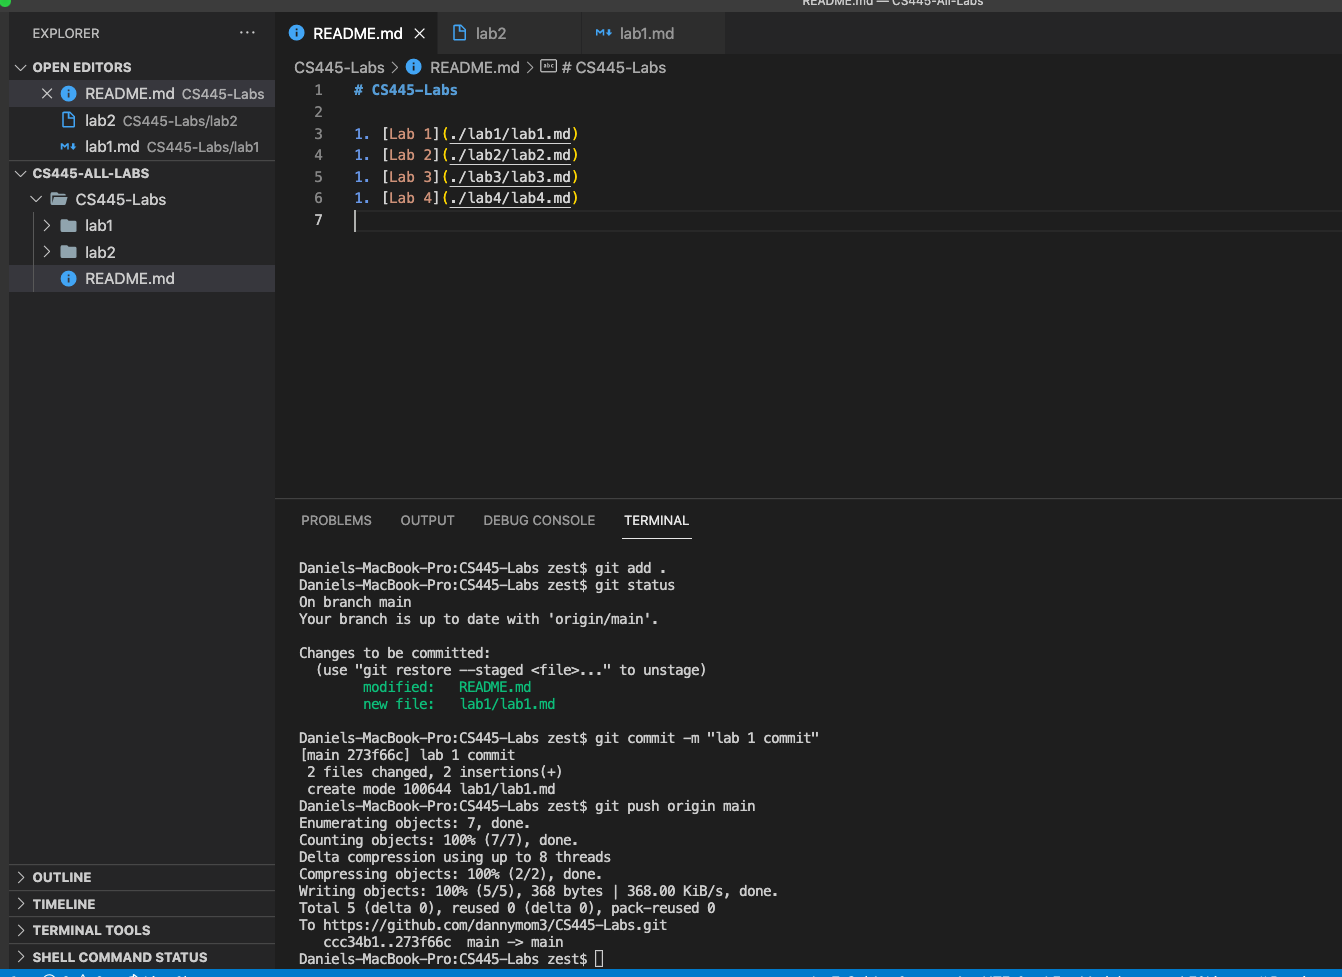 README.md — CS445-All-Labs
EXPLORER ...
OPEN EDITORS
README.md CS445-Labs
lab2 CS445-Labs/lab2
lab1.md CS445-Labs/lab1
CS445-ALL-LABS
CS445-Labs
lab1
lab2
README.md
OUTLINE
TIMELINE
TERMINAL TOOLS
SHELL COMMAND STATUS
README.md lab2 lab1.md
CS445-Labs > README.md > # CS445-Labs
1 # CS445-Labs
2
3 1. [Lab 1](./lab1/lab1.md)
4 1. [Lab 2](./lab2/lab2.md)
5 1. [Lab 3](./lab3/lab3.md)
6 1. [Lab 4](./lab4/lab4.md)
7
PROBLEMS OUTPUT DEBUG CONSOLE TERMINAL
Daniels-MacBook-Pro:CS445-Labs zest$ git add .
Daniels-MacBook-Pro:CS445-Labs zest$ git status
On branch main
Your branch is up to date with 'origin/main'.
Changes to be committed:
(use "git restore --staged <file>..." to unstage)
modified: README.md
new file: lab1/lab1.md
Daniels-MacBook-Pro:CS445-Labs zest$ git commit -m "lab 1 commit"
[main 273f66c] lab 1 commit
2 files changed, 2 insertions(+)
create mode 100644 lab1/lab1.md
Daniels-MacBook-Pro:CS445-Labs zest$ git push origin main
Enumerating objects: 7, done.
Counting objects: 100% (7/7), done.
Delta compression using up to 8 threads
Compressing objects: 100% (2/2), done.
Writing objects: 100% (5/5), 368 bytes | 368.00 KiB/s, done.
Total 5 (delta 0), reused 0 (delta 0), pack-reused 0
To https://github.com/dannymom3/CS445-Labs.git
ccc34b1..273f66c main -> main
Daniels-MacBook-Pro:CS445-Labs zest$